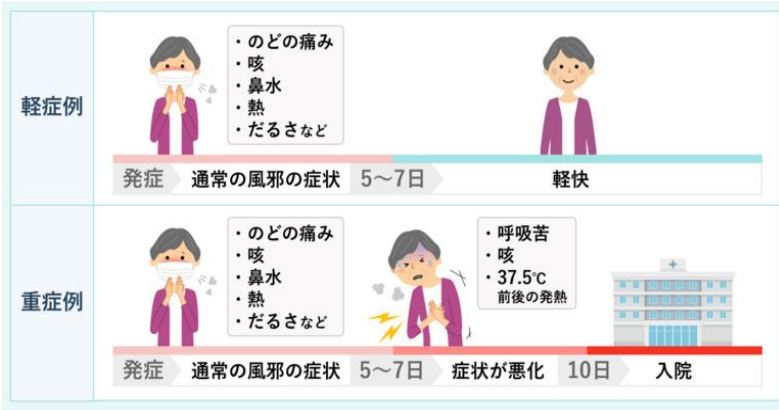 軽症例
・のどの痛み
・咳
・鼻水
・熱
・だるさなど
発症 通常の風邪の症状 5〜7日 軽快
重症例
・のどの痛み
・咳
・鼻水
・熱
・だるさなど
・呼吸苦
・咳
・37.5℃
前後の発熱
発症 通常の風邪の症状 5〜7日 症状が悪化 10日 入院